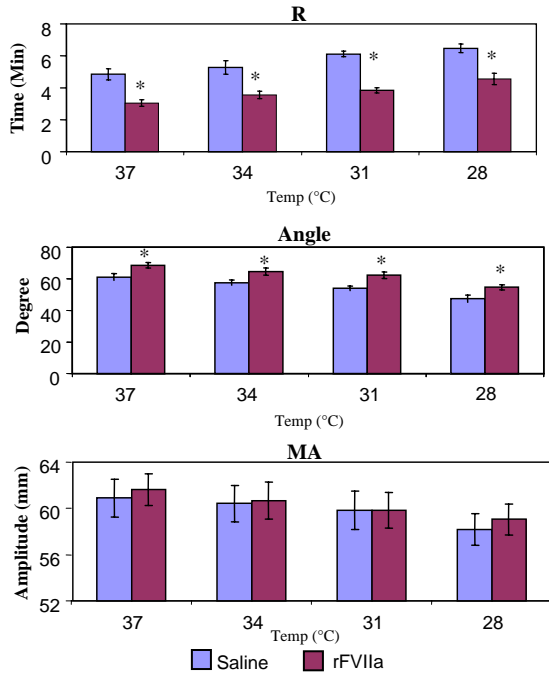 R
Time (Min)
8
6
4
2
0
* * * *
37 34 31 28
Temp (°C)
Angle
Degree
80
60
40
20
0
* * * *
37 34 31 28
Temp (°C)
MA
Amplitude (mm)
64
60
56
52
37 34 31 28
Temp (°C)
Saline rFVIIa